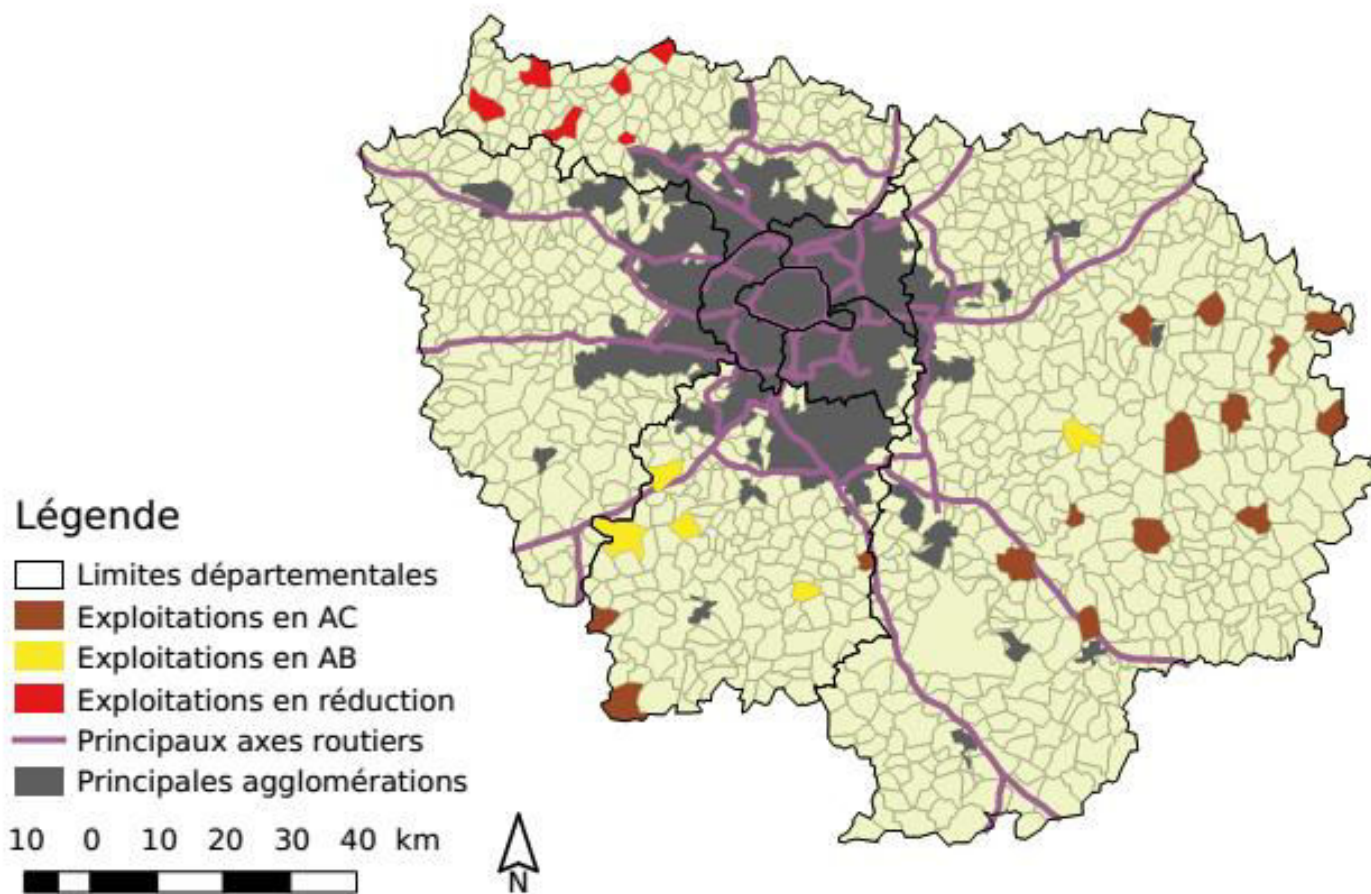 Légende
Limites départementales
Exploitations en AC
Exploitations en AB
Exploitations en réduction
Principaux axes routiers
Principales agglomérations
10 0 10 20 30 40 km
N